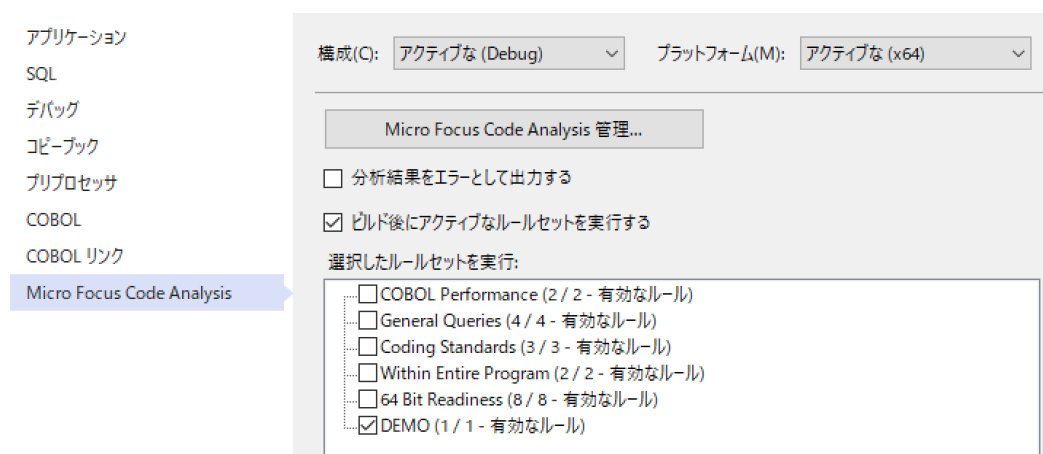 アプリケーション
SQL
デバッグ
コピーブック
プリプロセッサ
COBOL
COBOL リンク
Micro Focus Code Analysis
構成(C): アクティブな (Debug) プラットフォーム(M): アクティブな (x64)
Micro Focus Code Analysis 管理...
分析結果をエラーとして出力する
ビルド後にアクティブなルールセットを実行する
選択したルールセットを実行:
COBOL Performance (2 / 2 - 有効なルール)
General Queries (4 / 4 - 有効なルール)
Coding Standards (3 / 3 - 有効なルール)
Within Entire Program (2 / 2 - 有効なルール)
64 Bit Readiness (8 / 8 - 有効なルール)
DEMO (1 / 1 - 有効なルール)